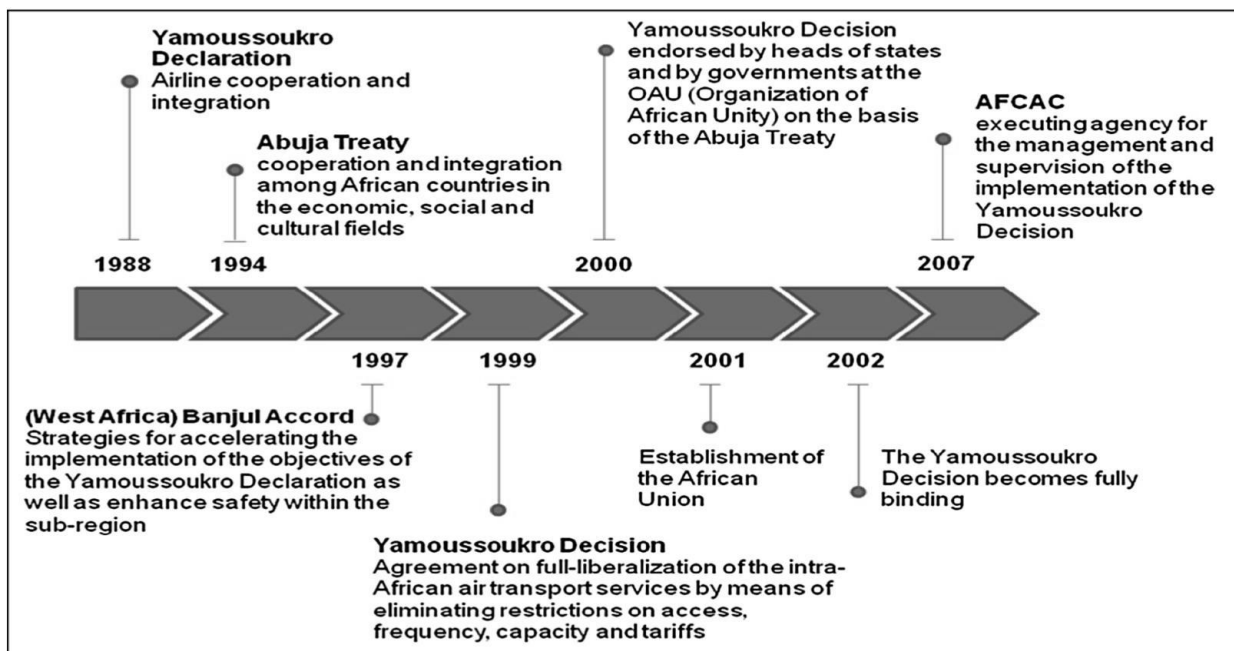 Yamoussoukro
Declaration
Airline cooperation and
integration
Abuja Treaty
cooperation and integration
among African countries in
the economic, social and
cultural fields
Yamoussoukro Decision
endorsed by heads of states
and by governments at the
OAU (Organization of
African Unity) on the basis
of the Abuja Treaty
AFCAC
executing agency for
the management and
supervision of the
implementation of the
Yamoussoukro
Decision
1988
1994
2000
2007
1997
1999
2001
2002
(West Africa) Banjul Accord
Strategies for accelerating the
implementation of the objectives of
the Yamoussoukro Declaration as
well as enhance safety within the
sub-region
Yamoussoukro Decision
Agreement on full-liberalization of the intra-
African air transport services by means of
eliminating restrictions on access,
frequency, capacity and tariffs
Establishment of
the African
Union
The Yamoussoukro
Decision becomes fully
binding